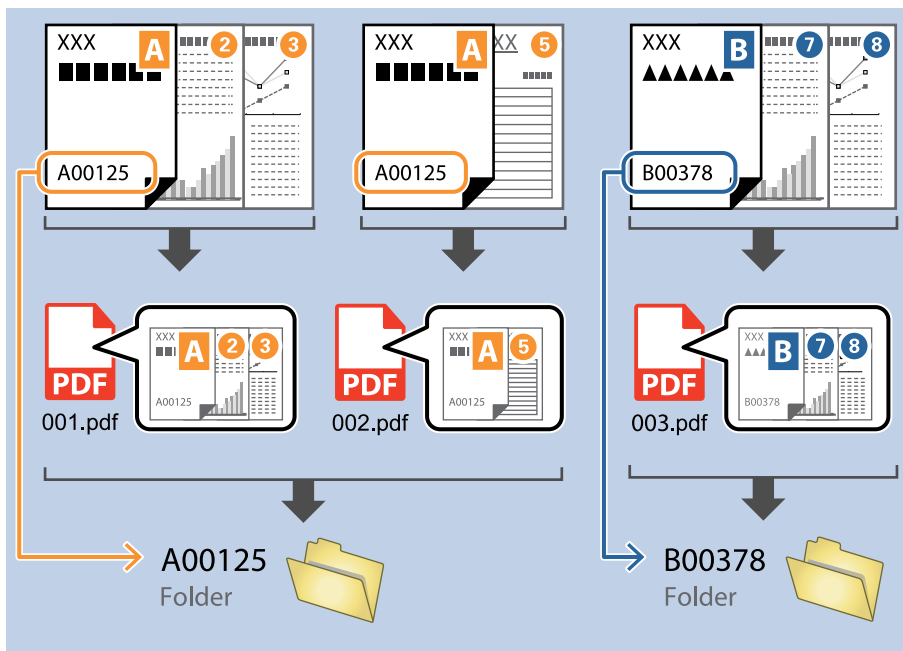 XXX A 2 3
A00125
XXX A XX 5
A00125
XXX B 7 8
B00378
PDF
001.pdf
XXX A 2 3
A00125
PDF
002.pdf
XXX A 5
A00125
PDF
003.pdf
XXX B 7 8
B00378
A00125
Folder
B00378
Folder